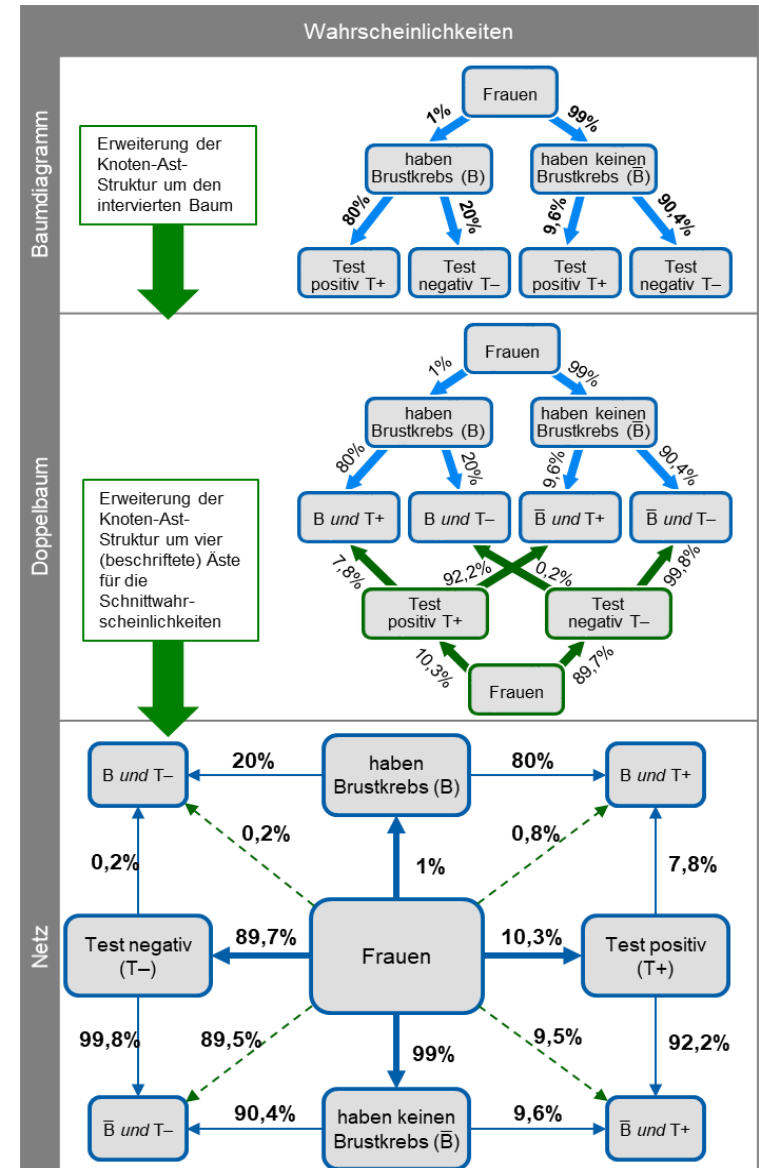 Wahrscheinlichkeiten
Baumdiagramm
Erweiterung der
Knoten-Ast-
Struktur um den
intervierten Baum
Frauen
1%
99%
haben
Brustkrebs (B)
haben keinen
Brustkrebs (B̅)
80%
20%
9,6%
90,4%
Test
positiv T+
Test
negativ T–
Test
positiv T+
Test
negativ T–
Doppelbaum
Erweiterung der
Knoten-Ast-
Struktur um vier
(beschriftete) Äste
für die
Schnittwahr-
scheinlichkeiten
Frauen
1%
99%
haben
Brustkrebs (B)
haben keinen
Brustkrebs (B̅)
80%
20%
9,6%
90,4%
B und T+
B und T–
B̅ und T+
B̅ und T–
7,8%
92,2%
0,2%
99,8%
Test
positiv T+
Test
negativ T–
10,3%
89,7%
Frauen
Netz
B und T–
20%
haben
Brustkrebs (B)
80%
B und T+
0,2%
0,8%
0,2%
1%
7,8%
Test negativ
(T–)
89,7%
Frauen
10,3%
Test positiv
(T+)
99,8%
89,5%
99%
9,5%
92,2%
B̅ und T–
90,4%
haben keinen
Brustkrebs (B̅)
9,6%
B̅ und T+